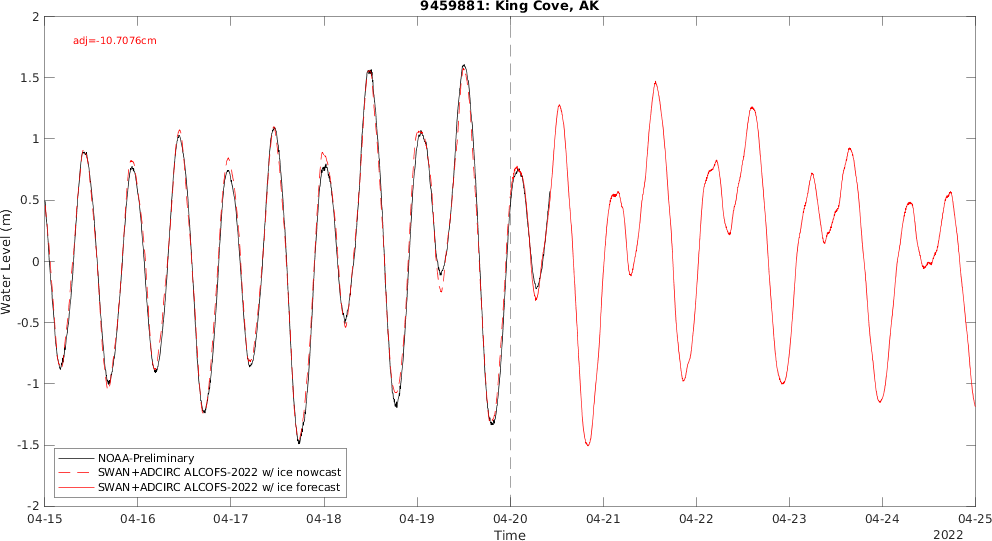 9459881: King Cove, AK
adj=-10.7076cm
2
1.5
1
0.5
0
-0.5
-1
-1.5
-2
Water Level (m)
NOAA-Preliminary
SWAN+ADCIRC ALCOFS-2022 w/ ice nowcast
SWAN+ADCIRC ALCOFS-2022 w/ ice forecast
04-15 04-16 04-17 04-18 04-19 04-20 04-21 04-22 04-23 04-24 04-25
Time
2022